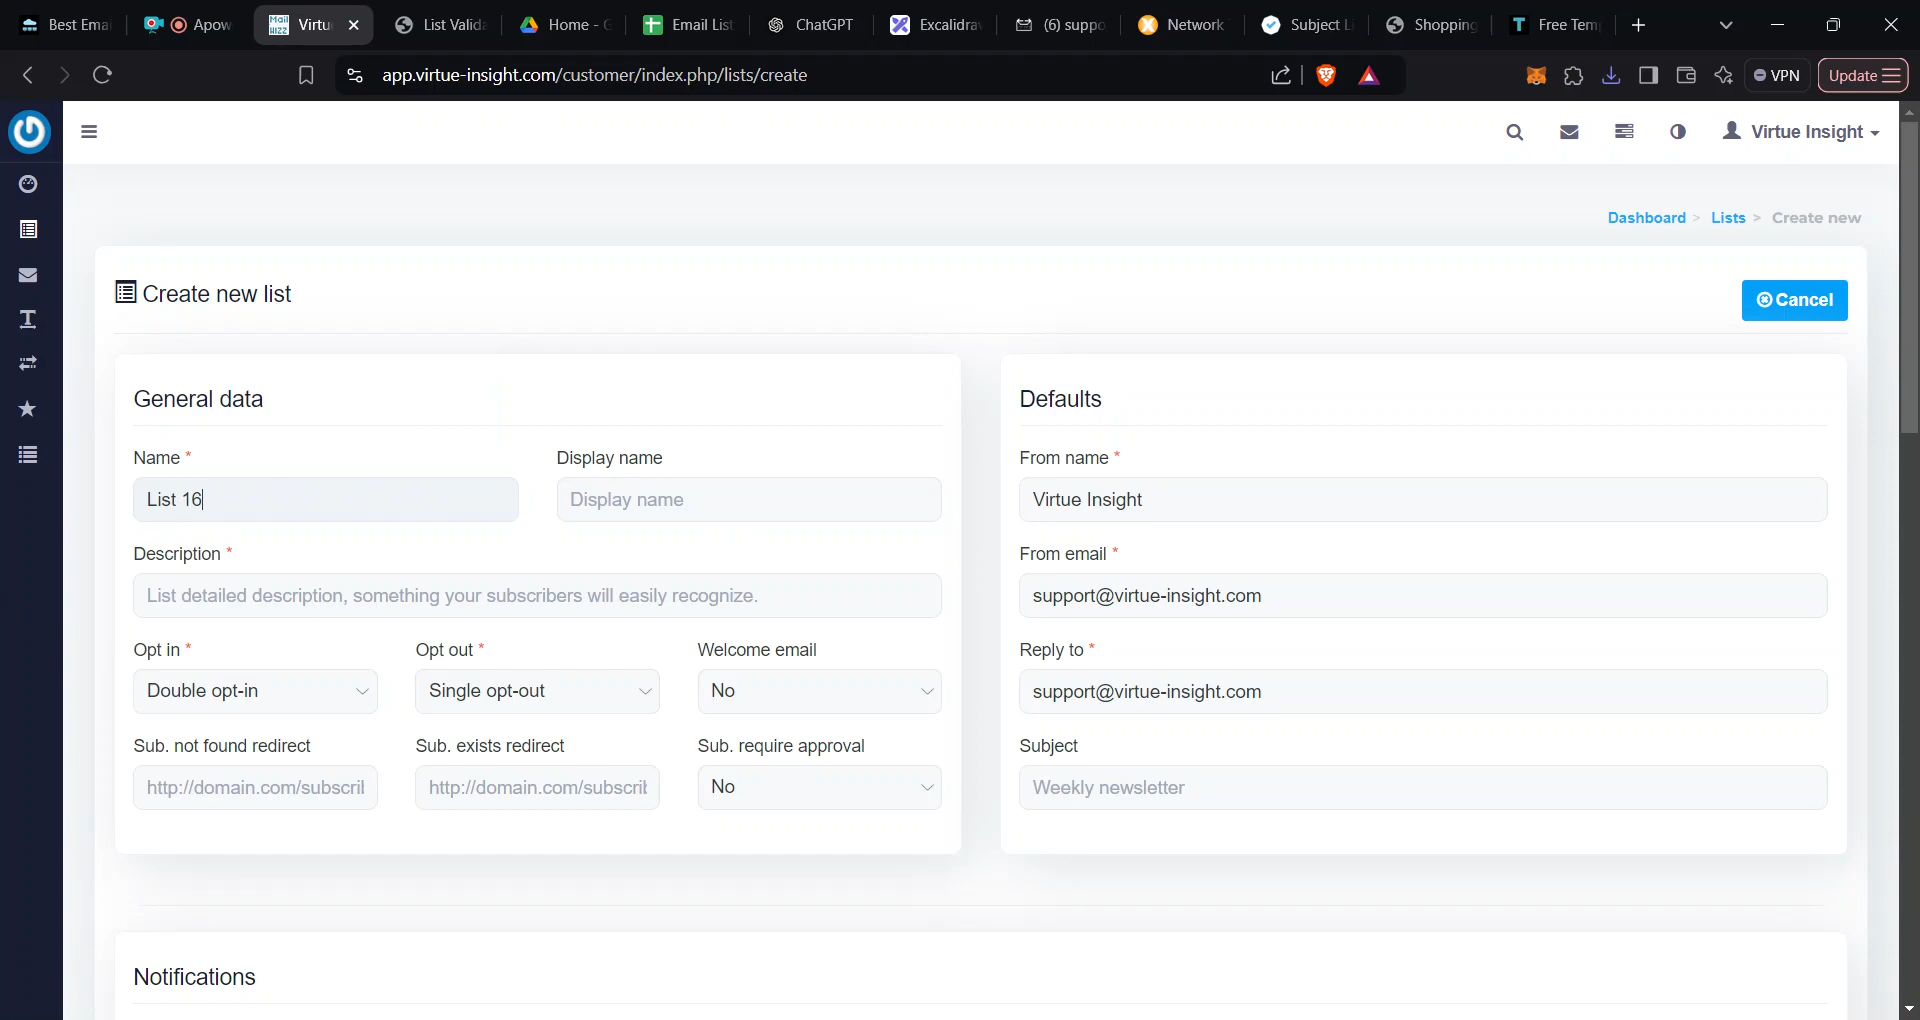 Best Ema
Apow
Virtu
List Valida
Home - G
Email List
ChatGPT
Excalidraw
(6) suppo
Network
Subject Li
Shopping
Free Tem
app.virtue-insight.com/customer/index.php/lists/create
VPN
Update
Virtue Insight
Dashboard > Lists > Create new
Create new list
Cancel
General data
Defaults
Name *
Display name
From name *
List 16
Display name
Virtue Insight
Description *
From email *
List detailed description, something your subscribers will easily recognize.
support@virtue-insight.com
Opt in *
Opt out *
Welcome email
Reply to *
Double opt-in
Single opt-out
No
support@virtue-insight.com
Sub. not found redirect
Sub. exists redirect
Sub. require approval
Subject
http://domain.com/subscril
http://domain.com/subscrit
No
Weekly newsletter
Notifications